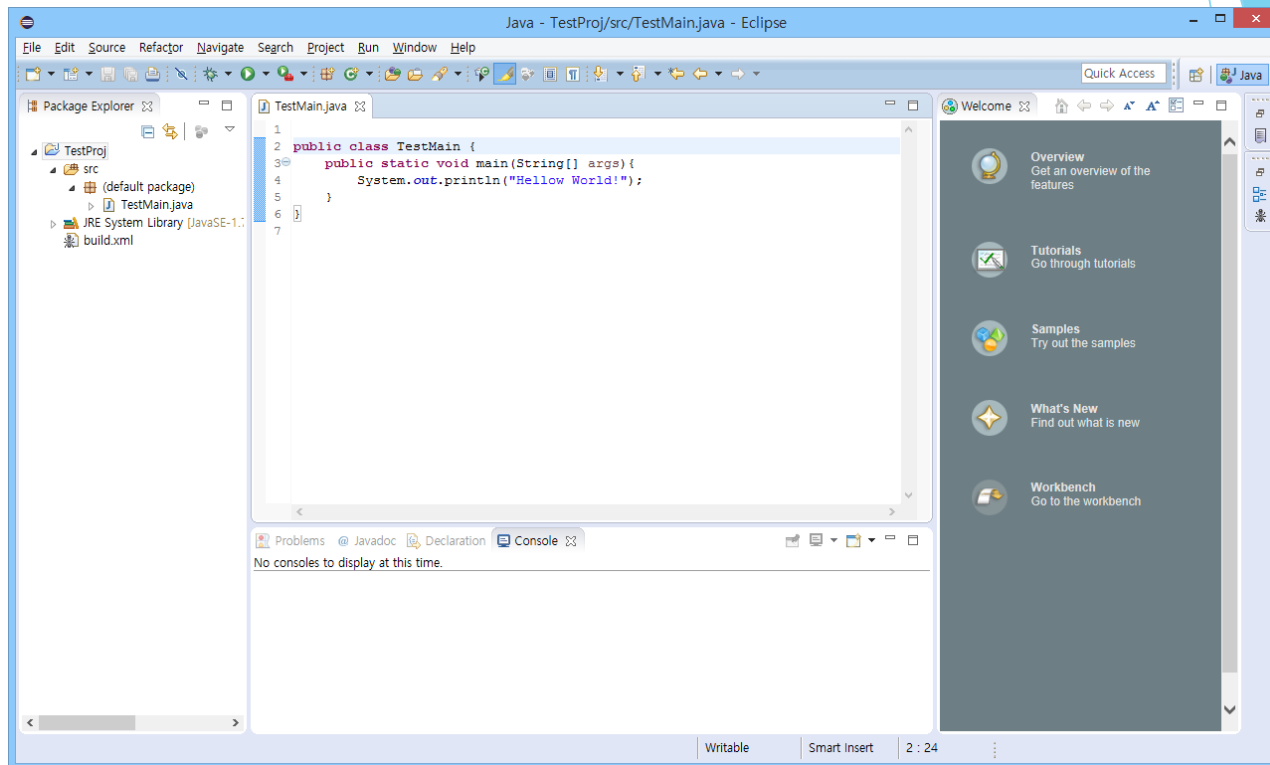 Java - TestProj/src/TestMain.java - Eclipse
File Edit Source Refactor Navigate Search Project Run Window Help
Quick Access
Java
Package Explorer
TestProj
src
(default package)
TestMain.java
JRE System Library [JavaSE-1.
build.xml
TestMain.java
1
2 public class TestMain {
3 public static void main(String[] args){
4 System.out.println("Hellow World!");
5 }
6 }
7
Problems @ Javadoc Declaration Console
No consoles to display at this time.
Welcome
Overview
Get an overview of the
features
Tutorials
Go through tutorials
Samples
Try out the samples
What's New
Find out what is new
Workbench
Go to the workbench
Writable Smart Insert 2 : 24